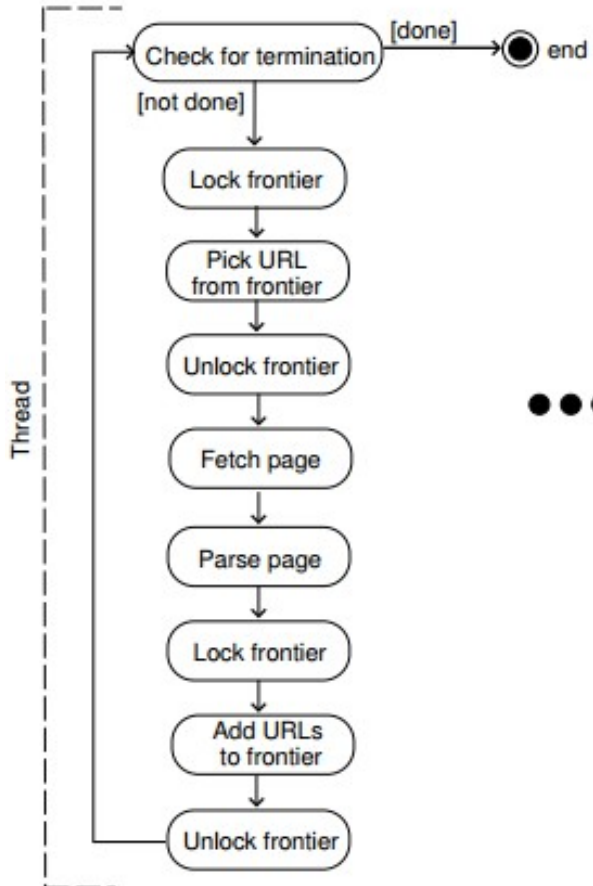 Check for termination
[done]
end
[not done]
Lock frontier
Pick URL
from frontier
Unlock frontier
Thread
Fetch page
Parse page
Lock frontier
Add URLs
to frontier
Unlock frontier